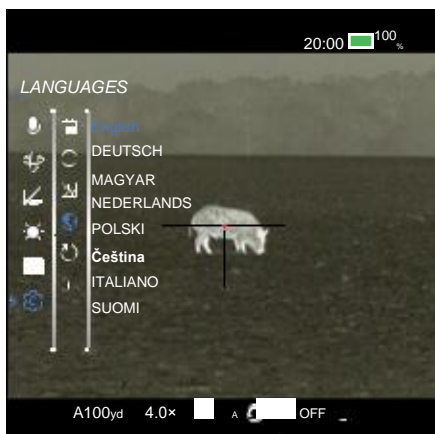 20:00 100%
LANGUAGES
English
DEUTSCH
MAGYAR
NEDERLANDS
POLSKI
Čeština
ITALIANO
SUOMI
A100yd 4.0× A OFF